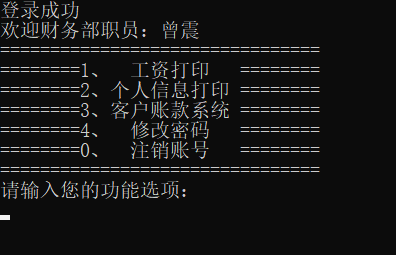 登录成功
欢迎财务部职员：曾震
================================
========1、  工资打印   ========
========2、个人信息打印 ========
========3、客户账款系统 ========
========4、  修改密码   ========
========0、  注销账号   ========
================================
请输入您的功能选项：